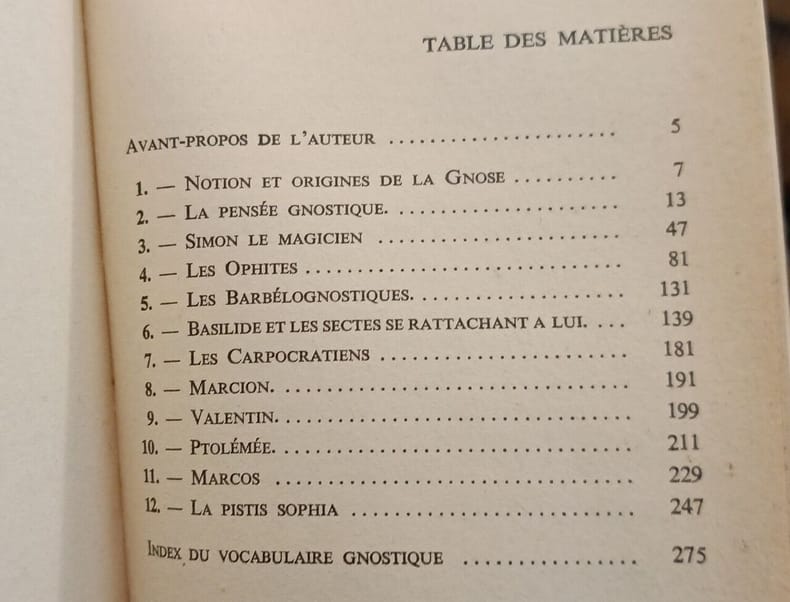 TABLE DES MATIÈRES
AVANT-PROPOS DE L'AUTEUR .................... 5
1. — NOTION ET ORIGINES DE LA GNOSE .......... 7
2. — LA PENSÉE GNOSTIQUE. ................... 13
3. — SIMON LE MAGICIEN ..................... 47
4. — LES OPHITES ........................... 81
5. — LES BARBÉLOGNOSTIQUES. ................ 131
6. — BASILIDE ET LES SECTES SE RATTACHANT A LUI. ... 139
7. — LES CARPOCRATIENS ..................... 181
8. — MARCION. .............................. 191
9. — VALENTIN. ............................. 199
10. — PTOLÉMÉE. ............................ 211
11. — MARCOS .............................. 229
12. — LA PISTIS SOPHIA ..................... 247
INDEX DU VOCABULAIRE GNOSTIQUE .............. 275